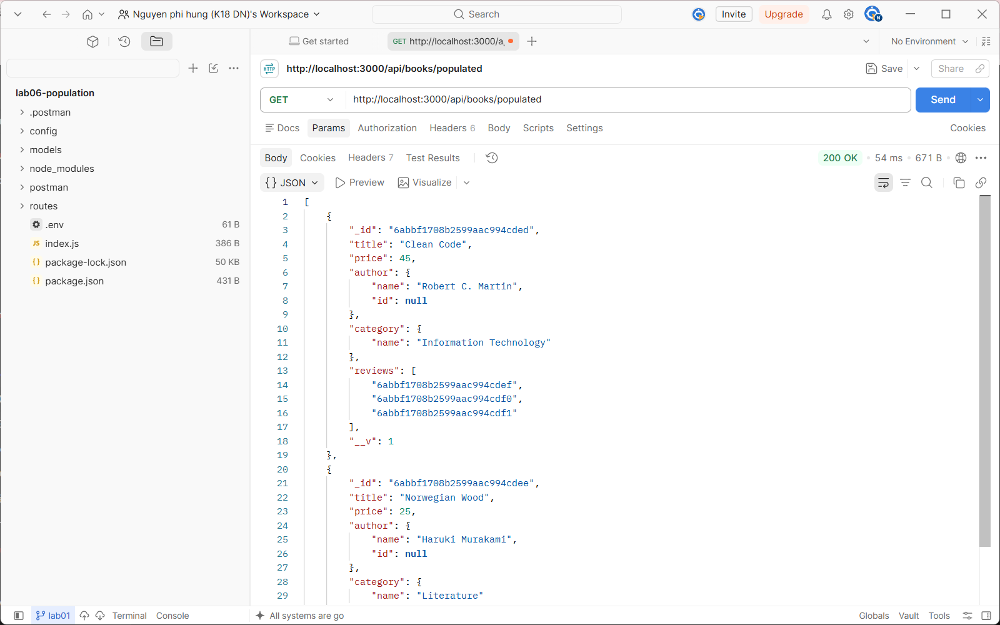 Nguyen phi hung (K18 DN)'s Workspace
Search
Invite
Upgrade
N
Get started
GET http://localhost:3000/a
No Environment
lab06-population
.postman
config
models
node_modules
postman
routes
.env 61 B
JS index.js 386 B
{} package-lock.json 50 KB
{} package.json 431 B
HTTP http://localhost:3000/api/books/populated
Save
Share
GET http://localhost:3000/api/books/populated
Send
Docs Params Authorization Headers 6 Body Scripts Settings
Cookies
Body Cookies Headers 7 Test Results
200 OK • 54 ms • 671 B •
{} JSON Preview Visualize
1 [
2 {
3 "_id": "6abbf1708b2599aac994cded",
4 "title": "Clean Code",
5 "price": 45,
6 "author": {
7 "name": "Robert C. Martin",
8 "id": null
9 },
10 "category": {
11 "name": "Information Technology"
12 },
13 "reviews": [
14 "6abbf1708b2599aac994cdef",
15 "6abbf1708b2599aac994cdf0",
16 "6abbf1708b2599aac994cdf1"
17 ],
18 "__v": 1
19 },
20 {
21 "_id": "6abbf1708b2599aac994cdee",
22 "title": "Norwegian Wood",
23 "price": 25,
24 "author": {
25 "name": "Haruki Murakami",
26 "id": null
27 },
28 "category": {
29 "name": "Literature"
lab01
Terminal
Console
All systems are go
Globals
Vault
Tools